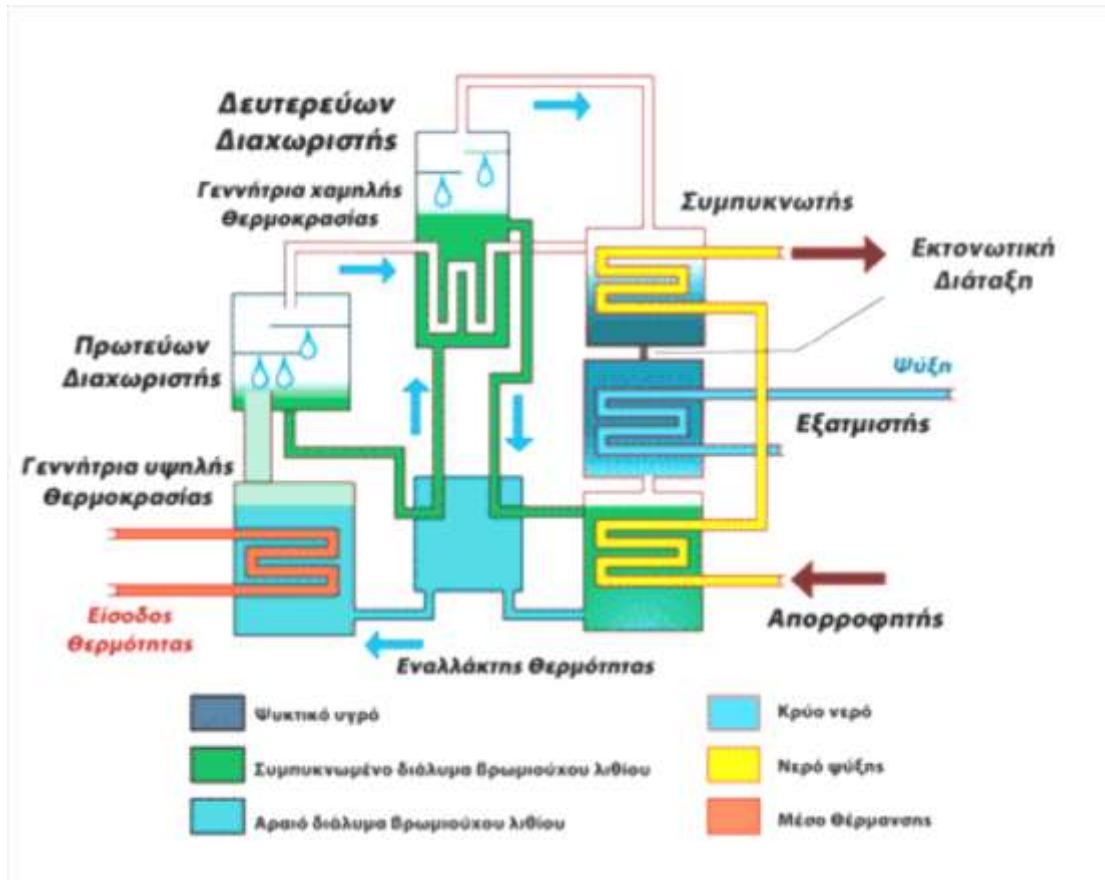 Δευτερεύων
Διαχωριστής
Γεννήτρια χαμηλής
Θερμοκρασίας
Συμπυκνωτής
Εκτονωτική
Διάταξη
Πρωτεύων
Διαχωριστής
Ψύξη
Εξατμιστής
Γεννήτρια υψηλής
Θερμοκρασίας
Είσοδος
Θερμότητας
Απορροφητής
Εναλλάκτης Θερμότητας
Ψυκτικό υγρό
Κρύο νερό
Συμπυκνωμένο διάλυμα βρωμιούχου λιθίου
Νερό ψύξης
Αραιό διάλυμα βρωμιούχου λιθίου
Μέσο Θέρμανσης